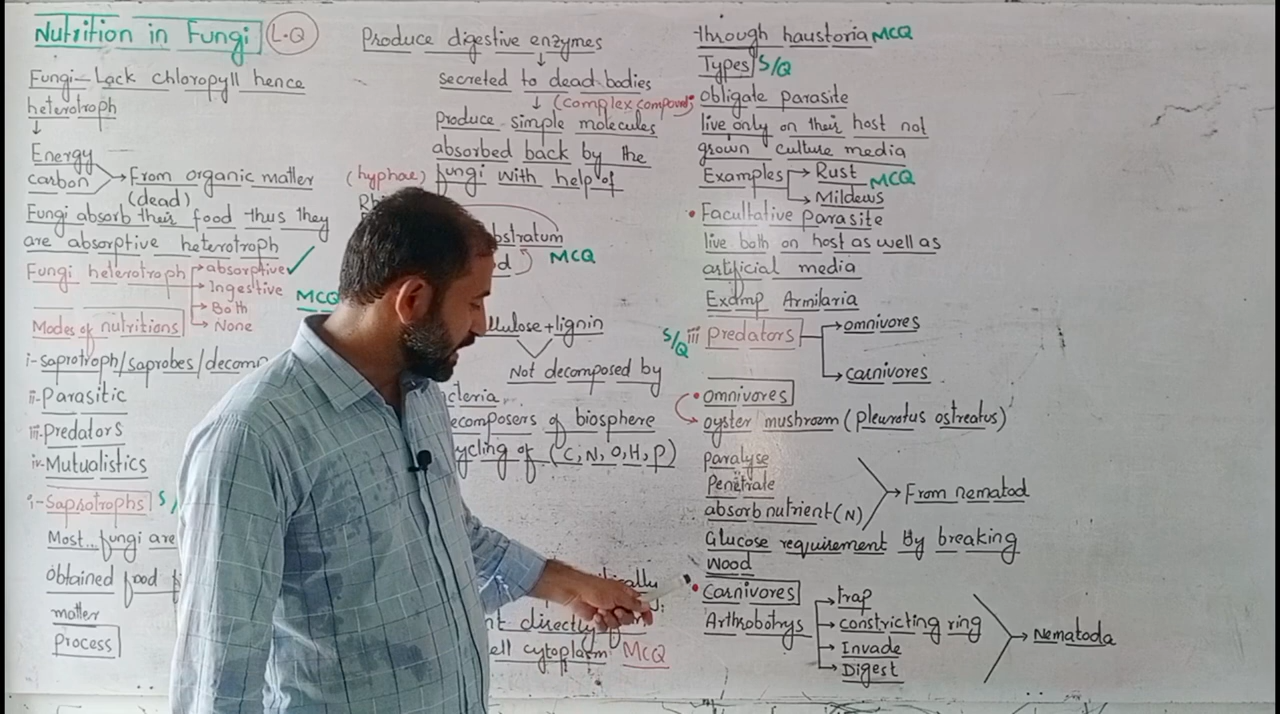 Nutrition in Fungi L.Q
Fungi - Lack chloropyll hence
heterotroph
↓
Energy
carbon → From organic matter
(dead)
Fungi absorb their food thus they
are absorptive heterotroph
Fungi heterotroph → absorptive ✓
→ Ingestive
→ Both
→ None
MCQ
Modes of nutritions
i- saprotroph/saprobes/decomp
ii- Parasitic
iii- Predators
iv- Mutualistics
i- Saprotrophs S/
Most fungi are
obtained food
matter
Process
Produce digestive enzymes
↓
secreted to dead bodies
↓ (complex compound)
Produce simple molecules
absorbed back by the
(hyphae) fungi with help of
bstratum
MCQ
llulose + lignin
Not decomposed by
cteria
ecomposers of biosphere
ycling of (C, N, O, H, P)
ically
nt directly
ell cytoplasm MCQ
through haustoria MCQ
Types S/Q
• obligate parasite
live only on their host not
grown culture media
Examples → Rust
→ Mildews
MCQ
• Facultative parasite
live both on host as well as
artificial media
Examp Armilaria
S/Q iii Predators → omnivores
→ carnivores
• omnivores
oyster mushroom (pleurotus ostreatus)
Paralyse
Penetrate
absorb nutrient (N)
→ From nematod
Glucose requirement By breaking
Wood
• Carnivores
Arthrobotrys
→ trap
→ constricting ring
→ Invade
→ Digest
→ Nematoda